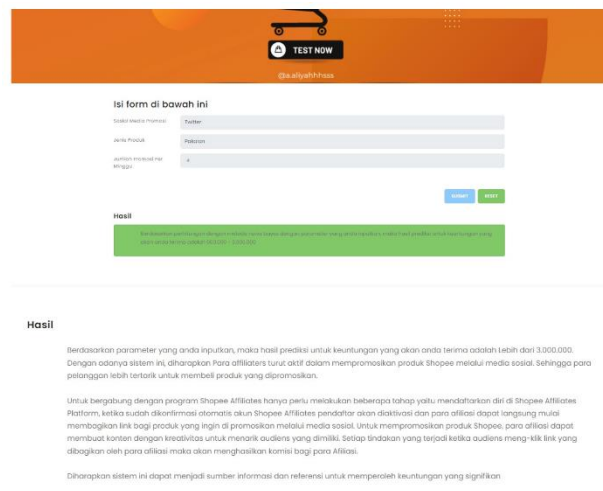 TEST NOW
@a.aliyahhhsss
Isi form di bawah ini
Sosial Media Promosi
Twitter
Jenis Produk
Pakaian
Minggu
4
SUBMIT
RESET
Hasil
Hasil
Berdasarkan parameter yang anda inputkan, maka hasil prediksi untuk keuntungan yang akan anda terima adalah Lebih dari 3.000.000.
Dengan adanya sistem ini, diharapkan Para affiliaters turut aktif dalam mempromosikan produk Shopee melalui media sosial. Sehingga para
pelanggan lebih tertarik untuk membeli produk yang dipromosikan.
Untuk bergabung dengan program Shopee Affiliates hanya perlu melakukan beberapa tahap yaitu mendaftarkan diri di Shopee Affiliates
Platform, ketika sudah dikonfirmasi otomatis akun Shopee Affiliates pendaftar akan diaktivasi dan para afiliasi dapat langsung mulai
membagikan link bagi produk yang ingin di promosikan melalui media sosial. Untuk mempromosikan produk Shopee, para afiliasi dapat
membuat konten dengan kreativitas untuk menarik audiens yang dimiliki. Setiap tindakan yang terjadi ketika audiens meng-klik link yang
dibagikan oleh para afiliasi maka akan menghasilkan komisi bagi para Afiliasi.
Diharapkan sistem ini dapat menjadi sumber informasi dan referensi untuk memperoleh keuntungan yang signifikan